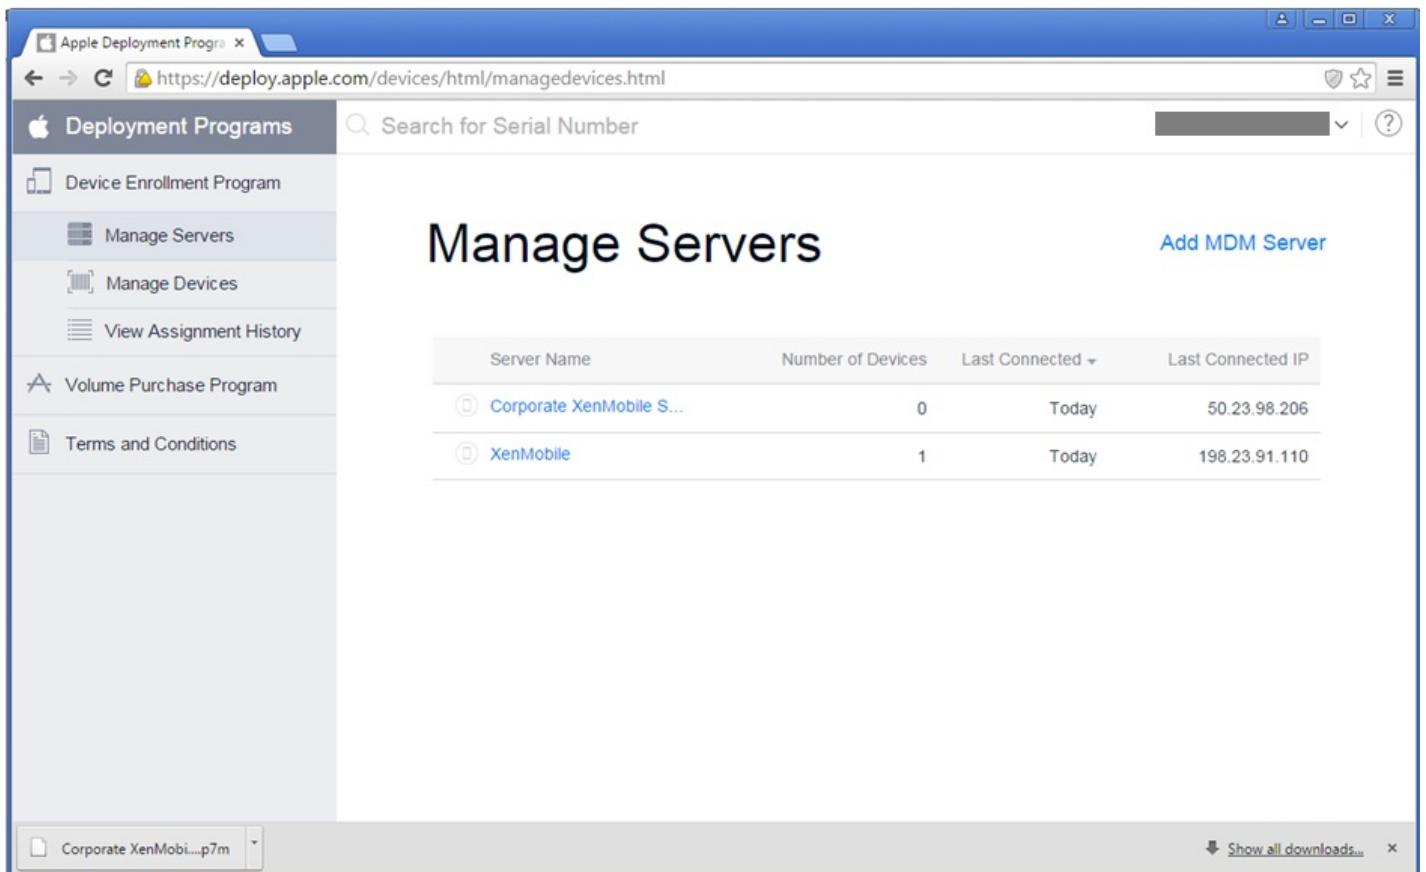 Apple Deployment Progra
https://deploy.apple.com/devices/html/managedevices.html
Deployment Programs
Search for Serial Number
Device Enrollment Program
Manage Servers
Manage Devices
View Assignment History
Volume Purchase Program
Terms and Conditions
Manage Servers
Add MDM Server
Server Name Number of Devices Last Connected Last Connected IP
Corporate XenMobile S... 0 Today 50.23.98.206
XenMobile 1 Today 198.23.91.110
Corporate XenMobi....p7m
Show all downloads...